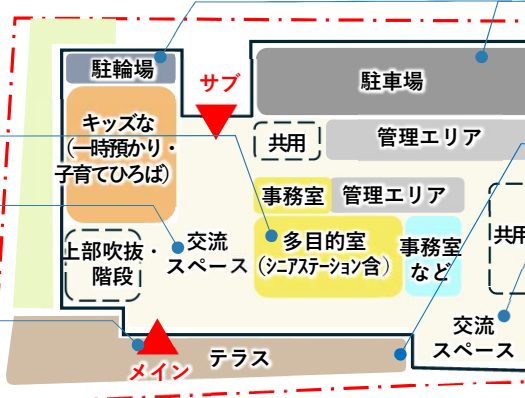 駐輪場
サブ
駐車場
キッズな
（一時預かり・
子育てひろば）
共用
管理エリア
事務室
管理エリア
上部吹抜・
階段
交流
スペース
多目的室
（ｼﾆｱｽﾃｰｼｮﾝ含）
事務室
など
共用
交流
スペース
メイン
テラス